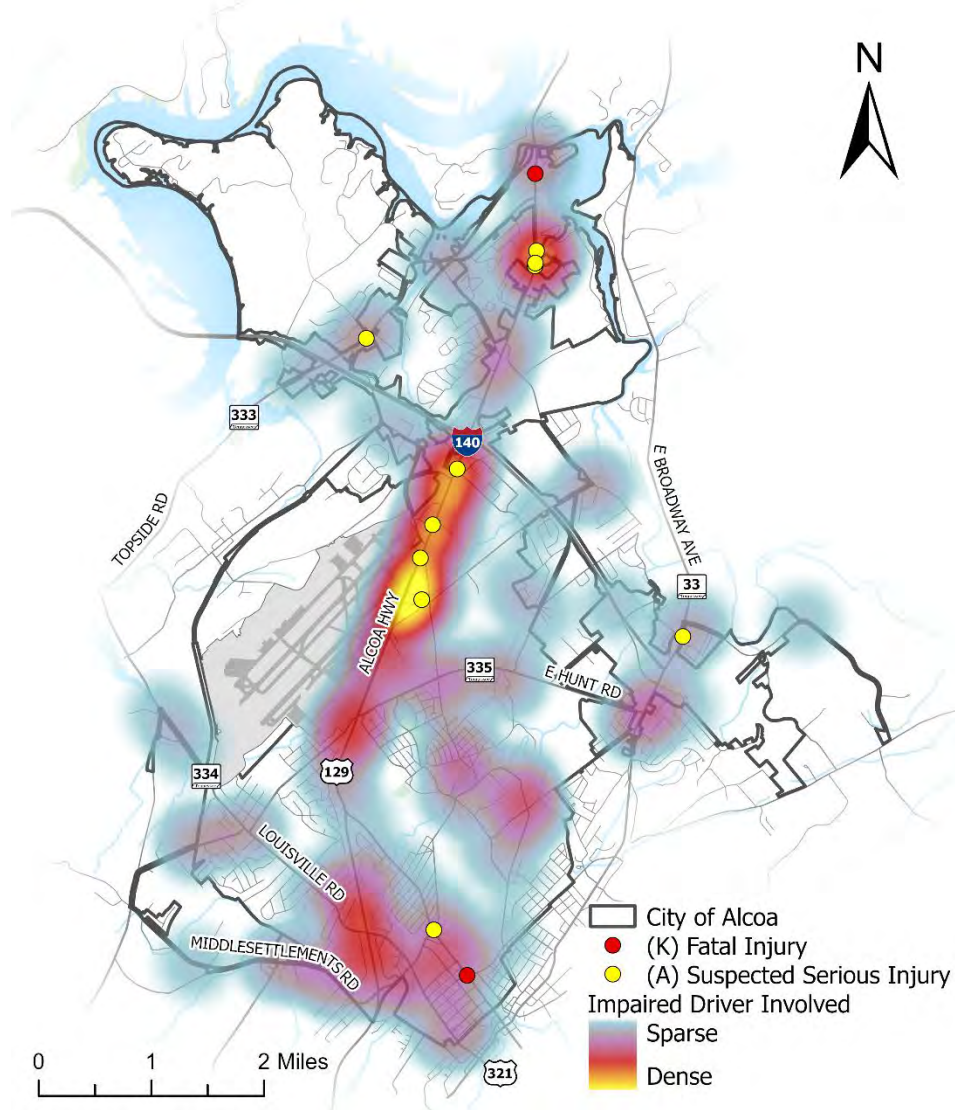 N
333
140
TOPSIDE RD
E BROADWAY AVE
33
ALCOA HWY
335
E HUNT RD
129
334
LOUISVILLE RD
MIDDLESETTLEMENTS RD
321
City of Alcoa
(K) Fatal Injury
(A) Suspected Serious Injury
Impaired Driver Involved
Sparse
Dense
0 1 2 Miles